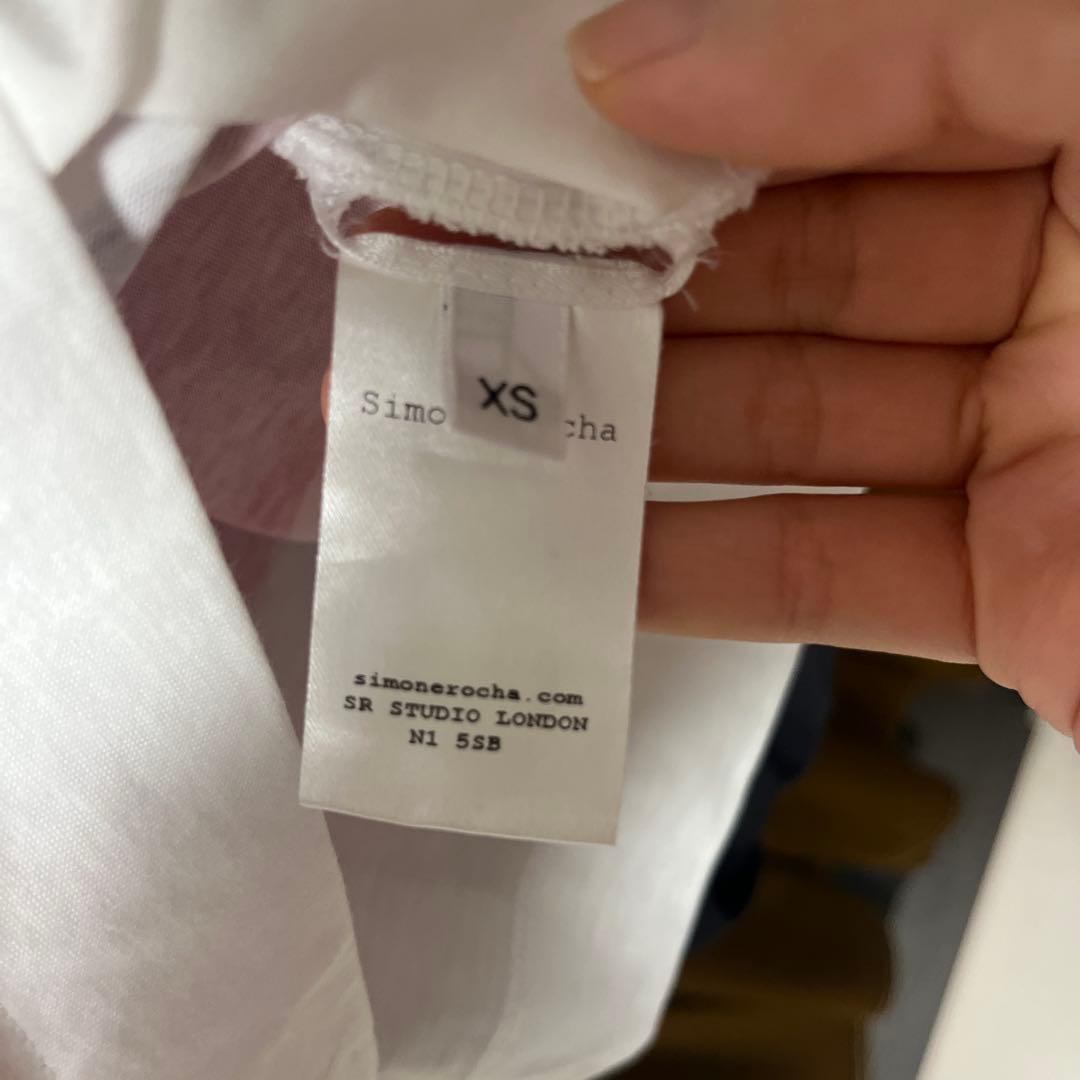 XS
Simo cha
simonerocha.com
SR STUDIO LONDON
N1 5SB